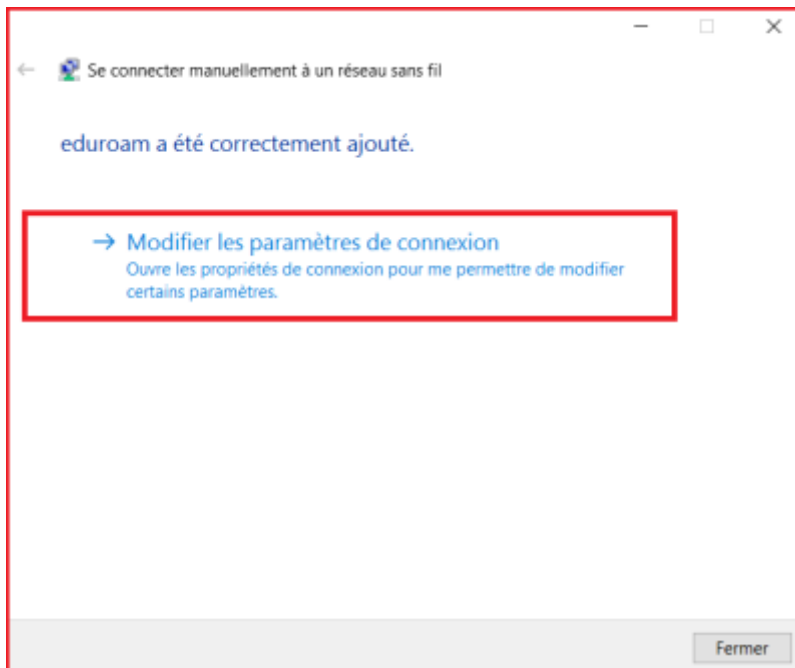 Se connecter manuellement à un réseau sans fil
eduroam a été correctement ajouté.
Modifier les paramètres de connexion
Ouvre les propriétés de connexion pour me permettre de modifier
certains paramètres.
Fermer